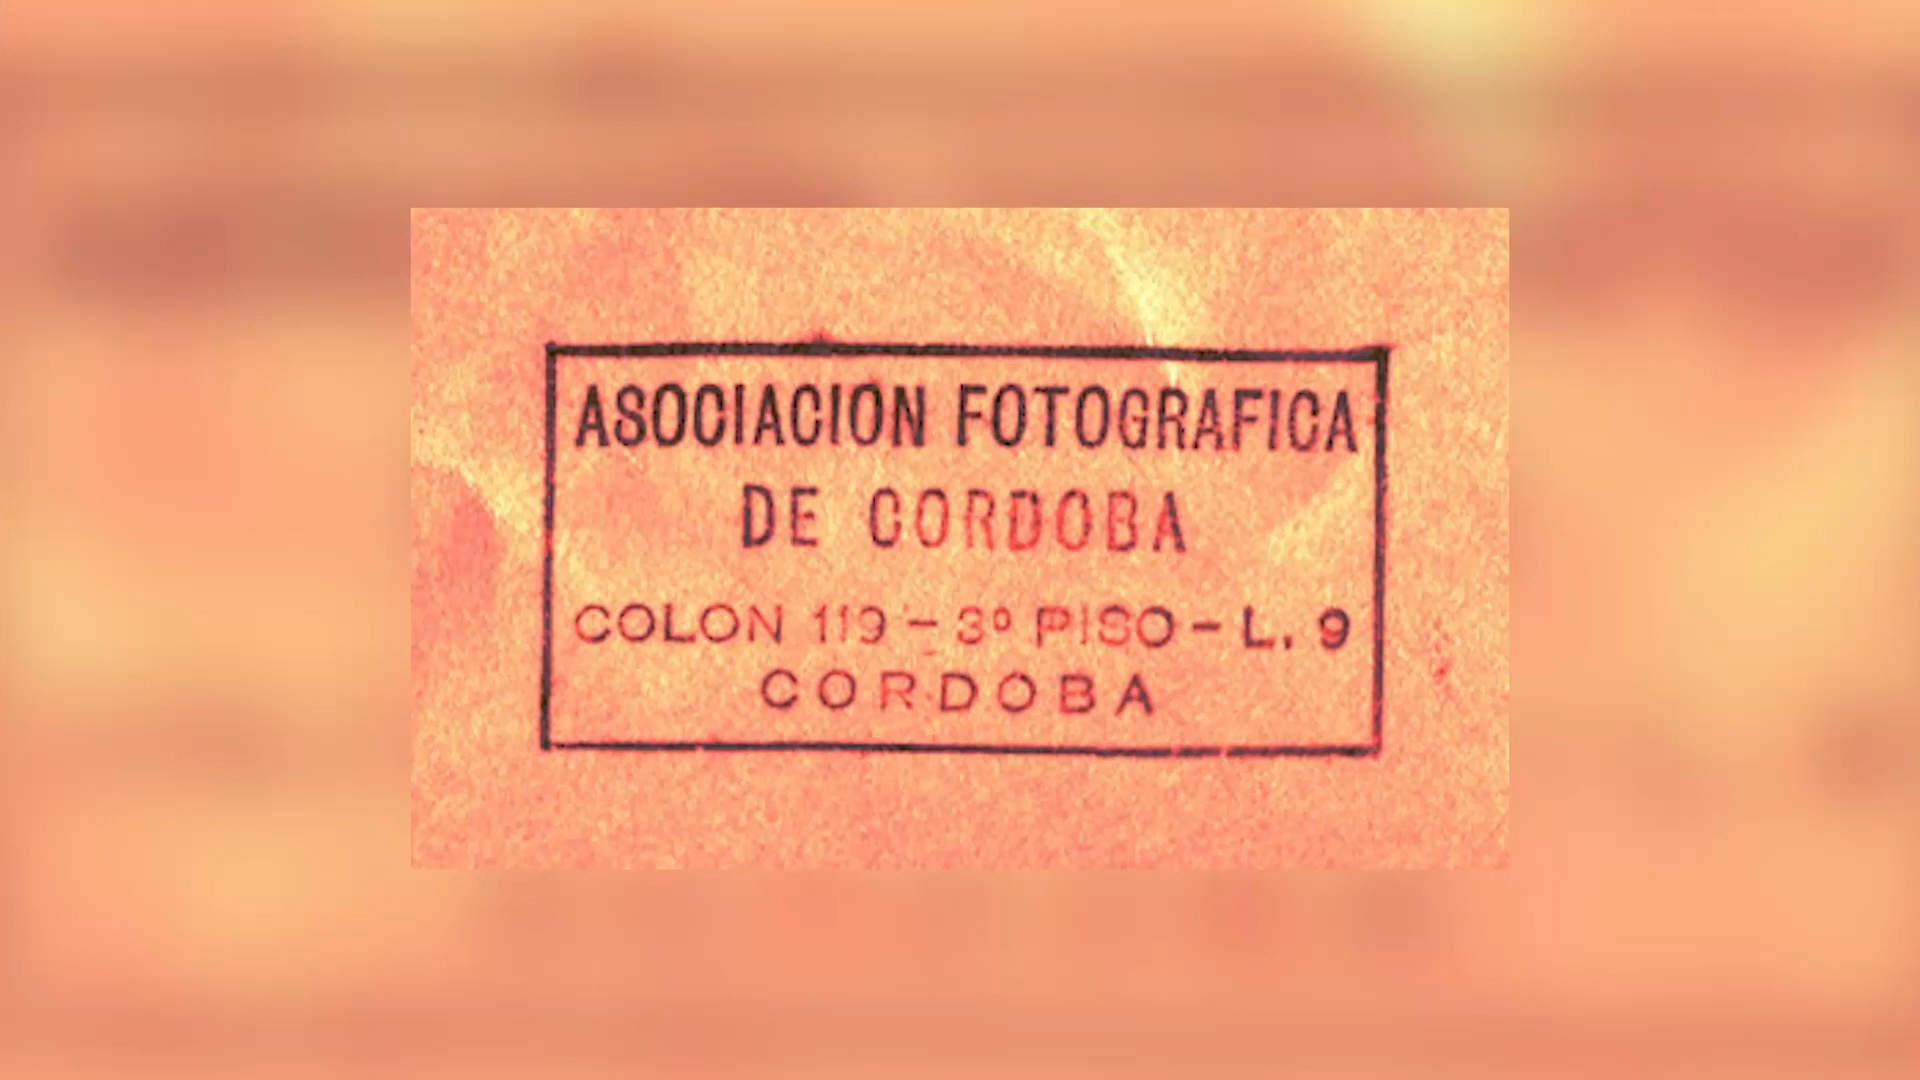 ASOCIACION FOTOGRAFICA
DE CORDOBA
COLON 119 - 3º PISO - L. 9
CORDOBA